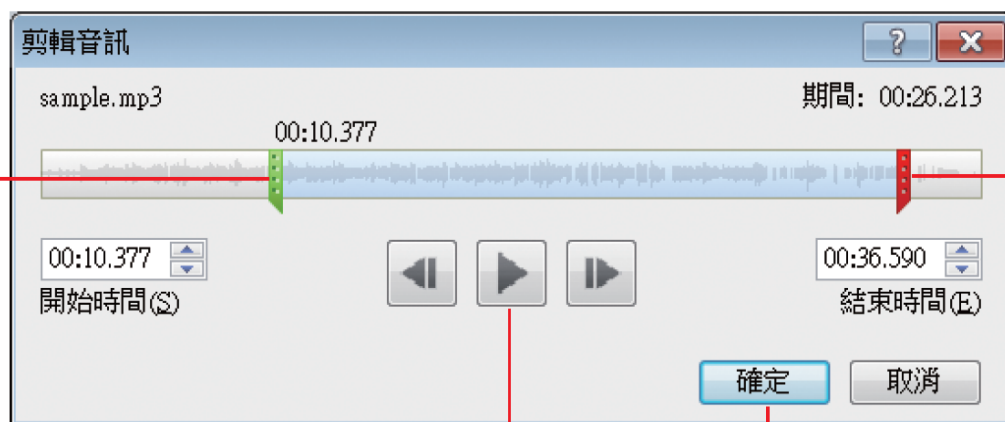 剪輯音訊
sample.mp3 期間: 00:26.213
00:10.377
00:10.377 00:36.590
開始時間(S) 結束時間(E)
確定 取消